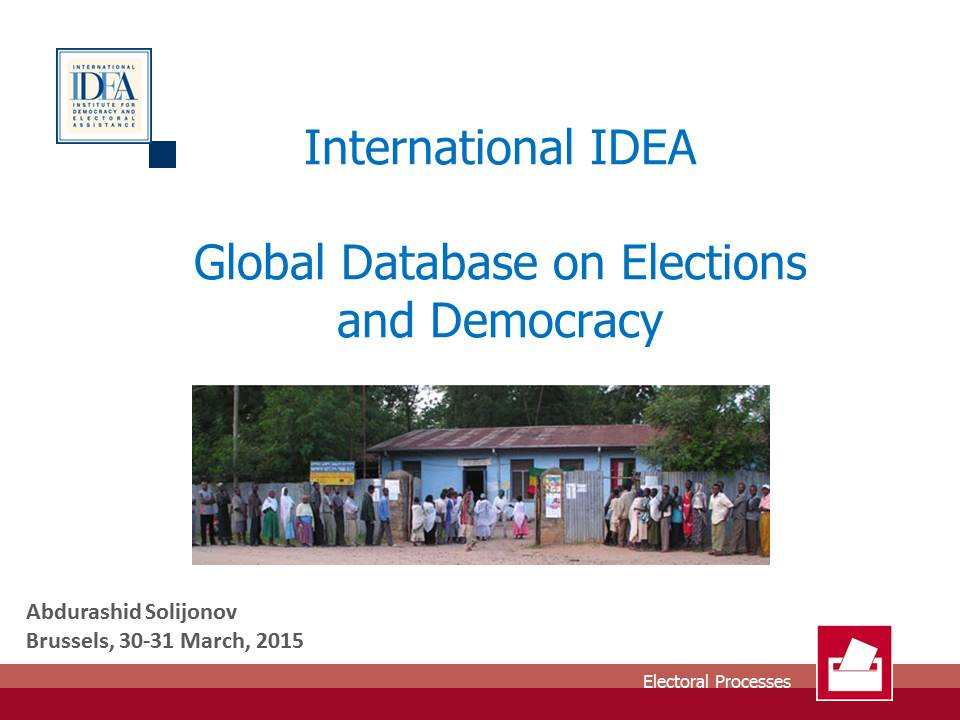 INTERNATIONAL
IDEA
INSTITUTE FOR
DEMOCRACY AND
ELECTORAL
ASSISTANCE
International IDEA
Global Database on Elections
and Democracy
Abdurashid Solijonov
Brussels, 30-31 March, 2015
Electoral Processes